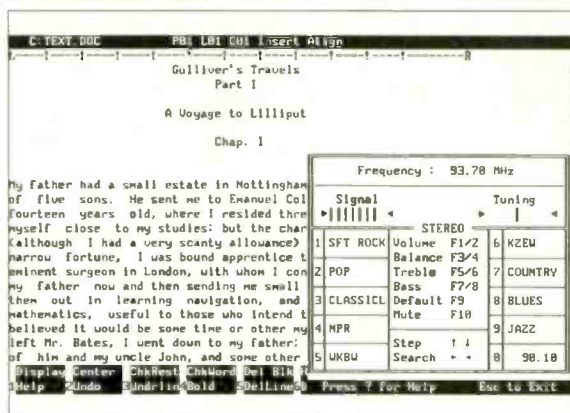 C:TEXT.DOC P01 L01 C01 Insert Align
Gulliver's Travels
Part I
A Voyage to Lilliput
Chap. 1
My father had a small estate in Nottingham
of five sons. He sent me to Emanuel Col
fourteen years old, where I resided thre
myself close to my studies: but the char
(although I had a very scanty allowance)
narrow fortune, I was bound apprentice t
eminent surgeon in London, with whom I con
my father now and then sending me small
them out in learning navigation, and
mathematics, useful to those who intend t
believed it would be some time or other my
left Mr. Bates, I went down to my father;
of him and my uncle John, and some other
Display Center ChkRest ChkWord Del Blk
Help Undo Undrlin Bold DelLine
Frequency : 93.70 MHz
Signal Tuning
STEREO
1 SFT ROCK Volume F1/2 6 KZEW
Balance F3/4
2 POP Treble F5/6 7 COUNTRY
Bass F7/8
3 CLASSICL Default F9 8 BLUES
Mute F10
4 NPR 9 JAZZ
Step ↑ ↓
5 WKBW Search ← → 0 98.10
Press ? for Help Esc to Exit